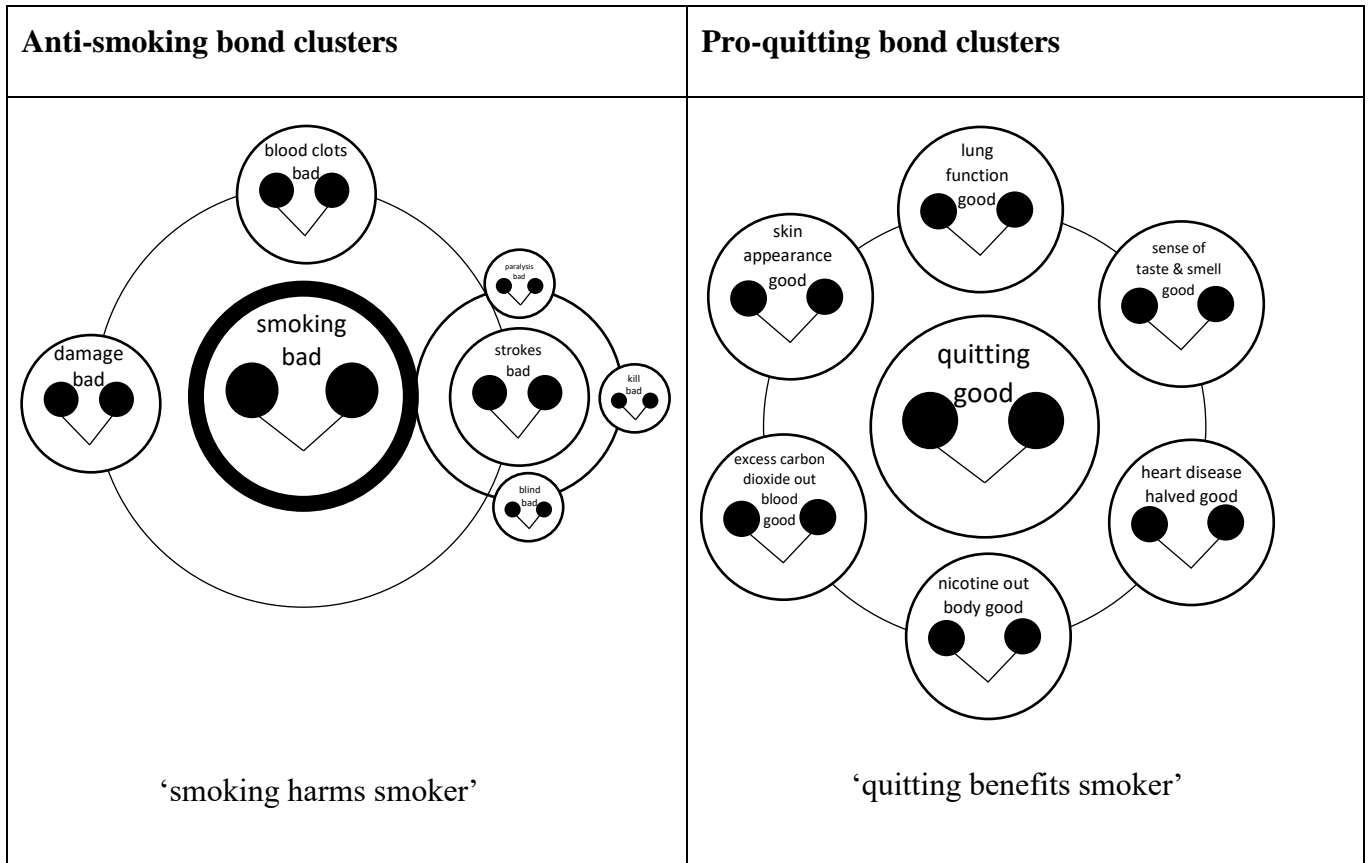 Anti-smoking bond clusters
Pro-quitting bond clusters
blood clots
bad
paralysis
bad
smoking
bad
strokes
bad
damage
bad
kill
bad
blind
bad
‘smoking harms smoker’
lung
function
good
skin
appearance
good
sense of
taste & smell
good
quitting
good
excess carbon
dioxide out
blood
good
heart disease
halved good
nicotine out
body good
‘quitting benefits smoker’